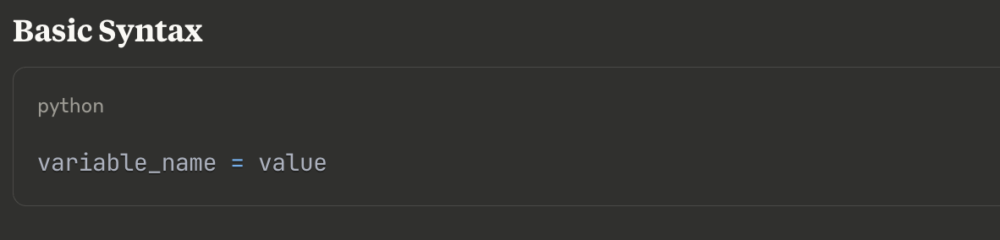 Basic Syntax
python
variable_name = value